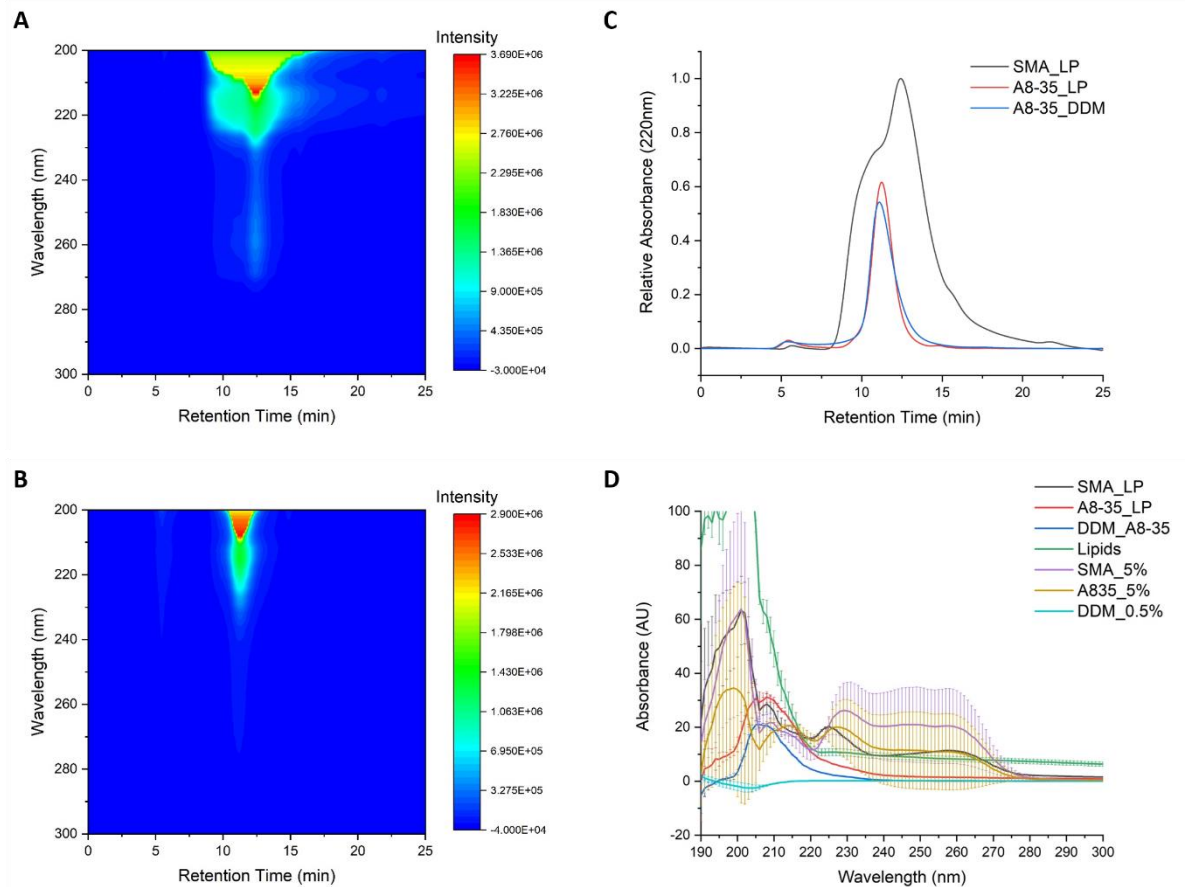 A
Intensity
200
220
240
260
280
300
Wavelength (nm)
0
5
10
15
20
25
Retention Time (min)
3.690E+06
3.225E+06
2.760E+06
2.295E+06
1.830E+06
1.365E+06
9.000E+05
4.350E+05
-3.000E+04
C
SMA_LP
A8-35_LP
A8-35_DDM
1.0
0.8
0.6
0.4
0.2
0.0
Relative Absorbance (220nm)
0
5
10
15
20
25
Retention Time (min)
B
Intensity
200
220
240
260
280
300
Wavelength (nm)
0
5
10
15
20
25
Retention Time (min)
2.900E+06
2.533E+06
2.165E+06
1.798E+06
1.430E+06
1.063E+06
6.950E+05
3.275E+05
-4.000E+04
D
SMA_LP
A8-35_LP
DDM_A8-35
Lipids
SMA_5%
A835_5%
DDM_0.5%
100
80
60
40
20
0
-20
Absorbance (AU)
190 200 210 220 230 240 250 260 270 280 290 300
Wavelength (nm)